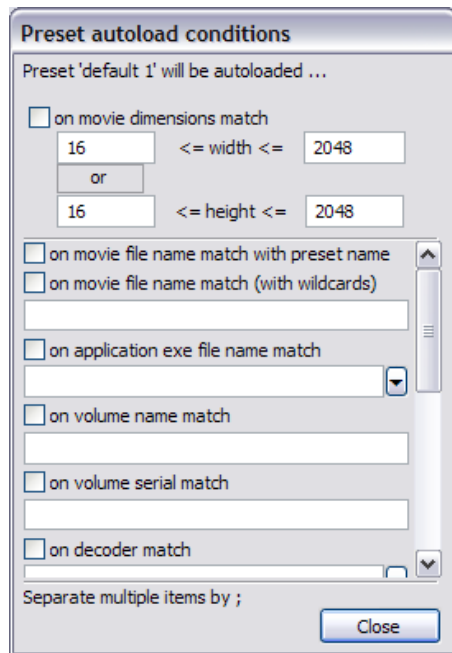 Preset autoload conditions
Preset 'default 1' will be autoloaded ...
on movie dimensions match
16 <= width <= 2048
or
16 <= height <= 2048
on movie file name match with preset name
on movie file name match (with wildcards)
on application exe file name match
on volume name match
on volume serial match
on decoder match
Separate multiple items by ;
Close